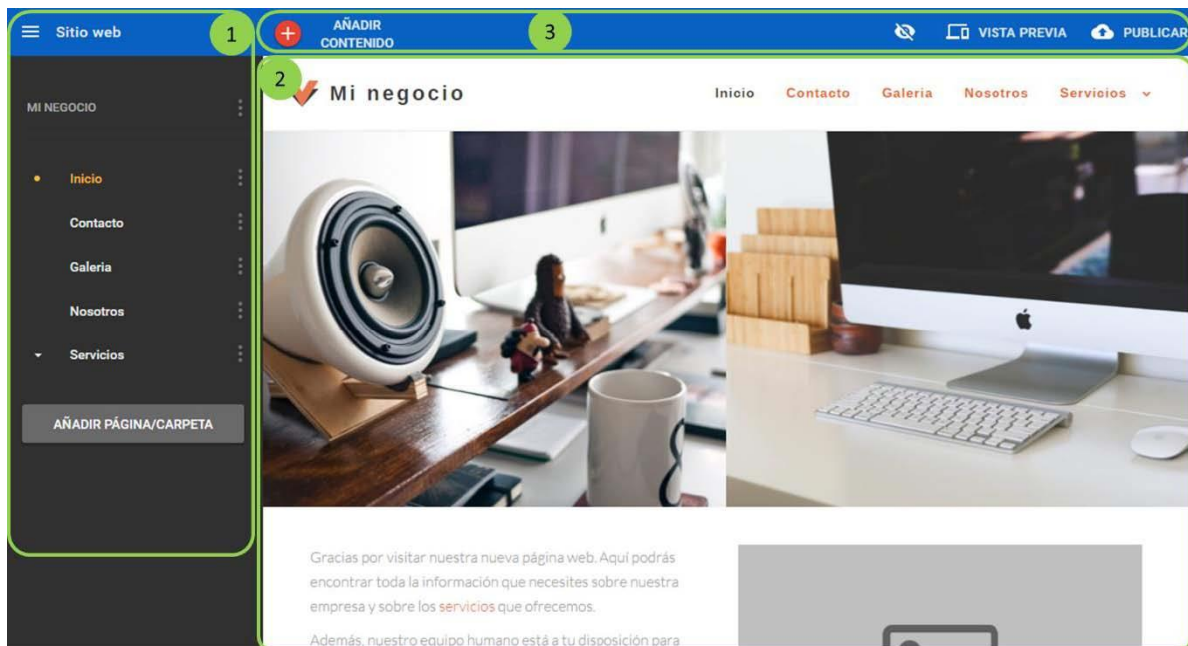 Sitio web
1
MI NEGOCIO
Inicio
Contacto
Galeria
Nosotros
Servicios
AÑADIR PÁGINA/CARPETA
AÑADIR
CONTENIDO
3
VISTA PREVIA
PUBLICAR
2
Mi negocio
Inicio Contacto Galeria Nosotros Servicios
8
Gracias por visitar nuestra nueva página web. Aquí podrás
encontrar toda la información que necesites sobre nuestra
empresa y sobre los servicios que ofrecemos.
Además, nuestro equipo humano está a tu disposición para